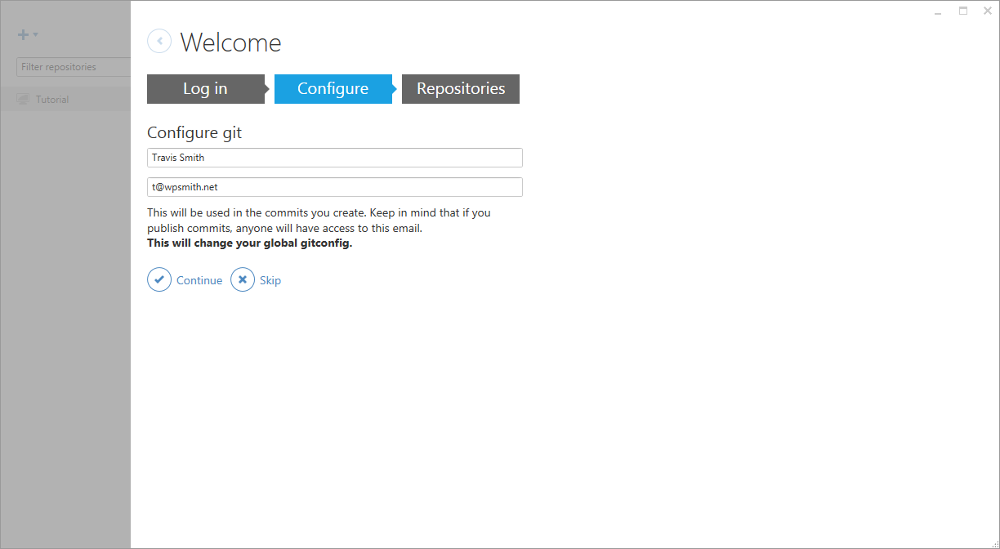 Welcome
Filter repositories
Tutorial
Log in
Configure
Repositories
Configure git
Travis Smith
t@wpsmith.net
This will be used in the commits you create. Keep in mind that if you
publish commits, anyone will have access to this email.
This will change your global gitconfig.
Continue
Skip